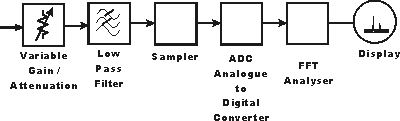 Variable
Gain /
Attenuation
Low
Pass
Filter
Sampler
ADC
Analogue
to
Digital
Converter
FFT
Analyser
Display